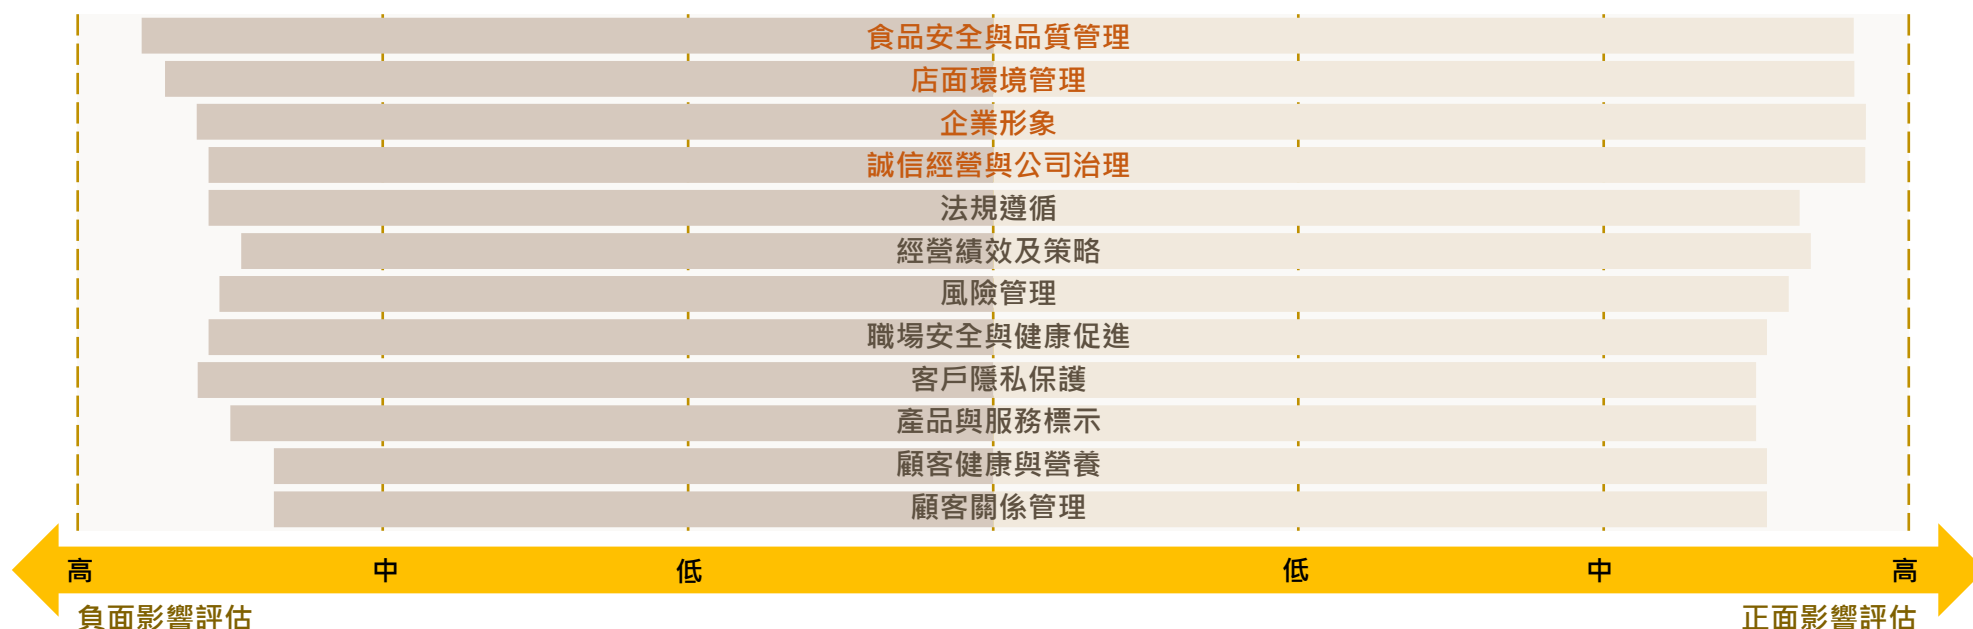 食品安全與品質管理
店面環境管理
企業形象
誠信經營與公司治理
法規遵循
經營績效及策略
風險管理
職場安全與健康促進
客戶隱私保護
產品與服務標示
顧客健康與營養
顧客關係管理
高 中 低 低 中 高
負面影響評估 正面影響評估